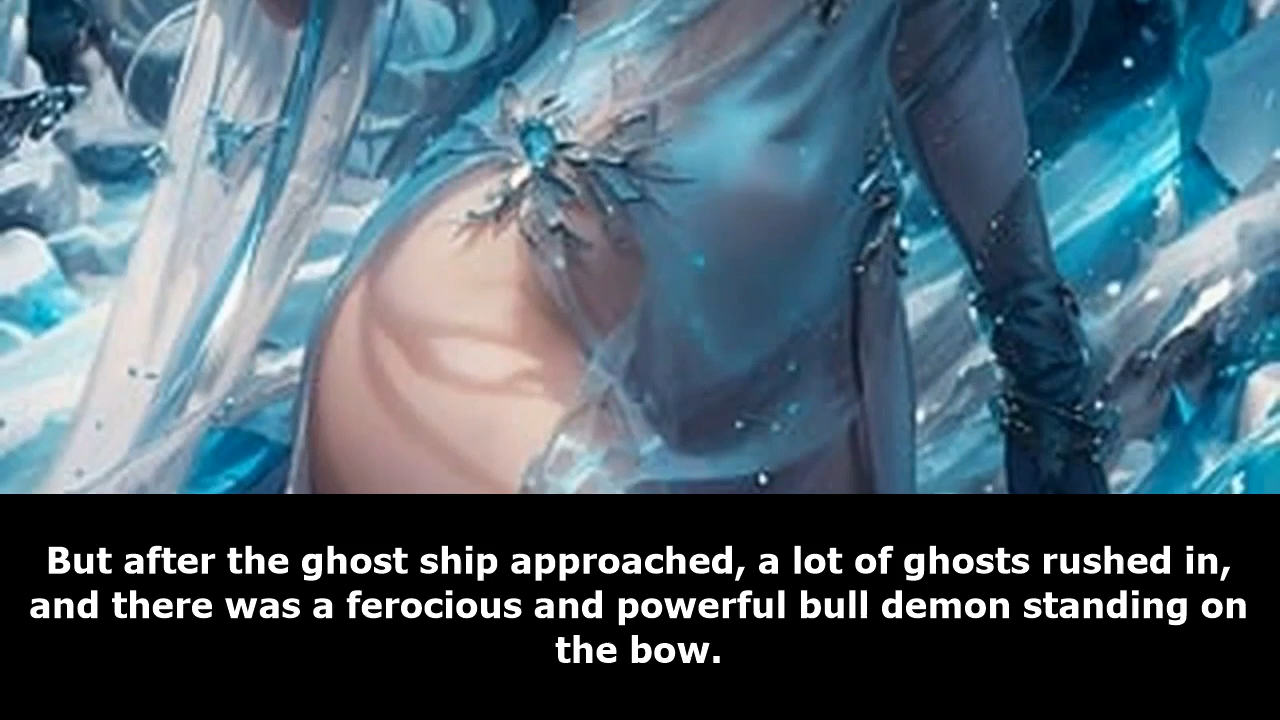 But after the ghost ship approached, a lot of ghosts rushed in,
and there was a ferocious and powerful bull demon standing on
the bow.